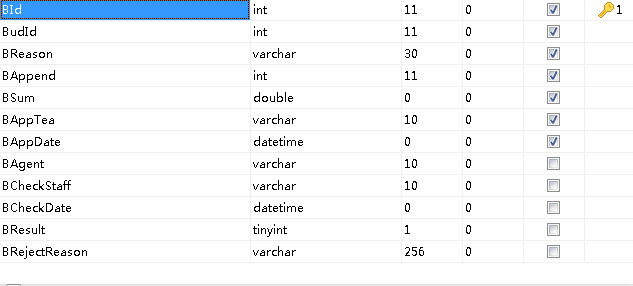 BId int 11 0 1
BudId int 11 0
BReason varchar 30 0
BAppend int 11 0
BSum double 0 0
BAppTea varchar 10 0
BAppDate datetime 0 0
BAgent varchar 10 0
BCheckStaff varchar 10 0
BCheckDate datetime 0 0
BResult tinyint 1 0
BRejectReason varchar 256 0